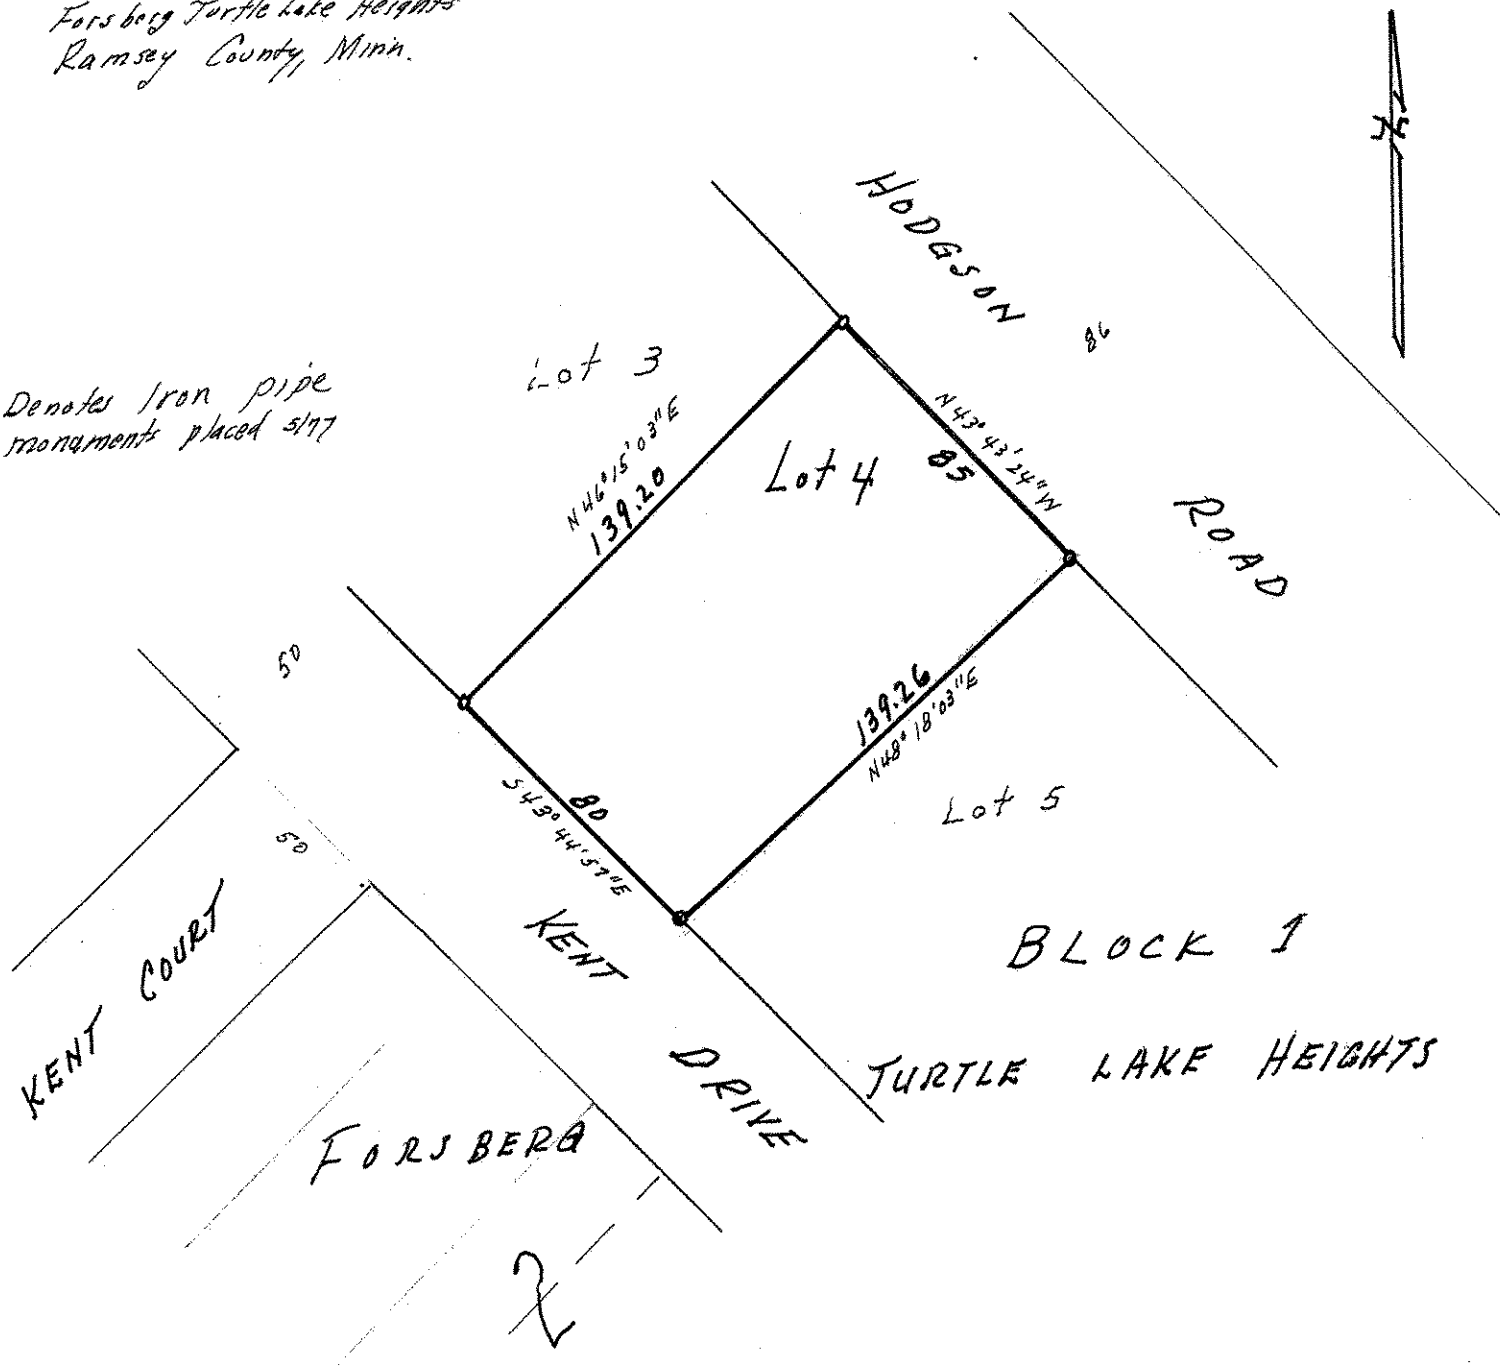 Forsberg Turtle Lake Heights
Ramsey County, Minn.
HODGSON
86
ROAD
Denotes Iron pipe
monuments placed 5/77
Lot 3
N46°15'03"E
139.20
Lot 4
N43°43'24"W
85
50
139.26
N48°18'03"E
80
S43°44'57"E
Lot 5
50
KENT COURT
KENT
DRIVE
BLOCK 1
TURTLE LAKE HEIGHTS
FORSBERG
2